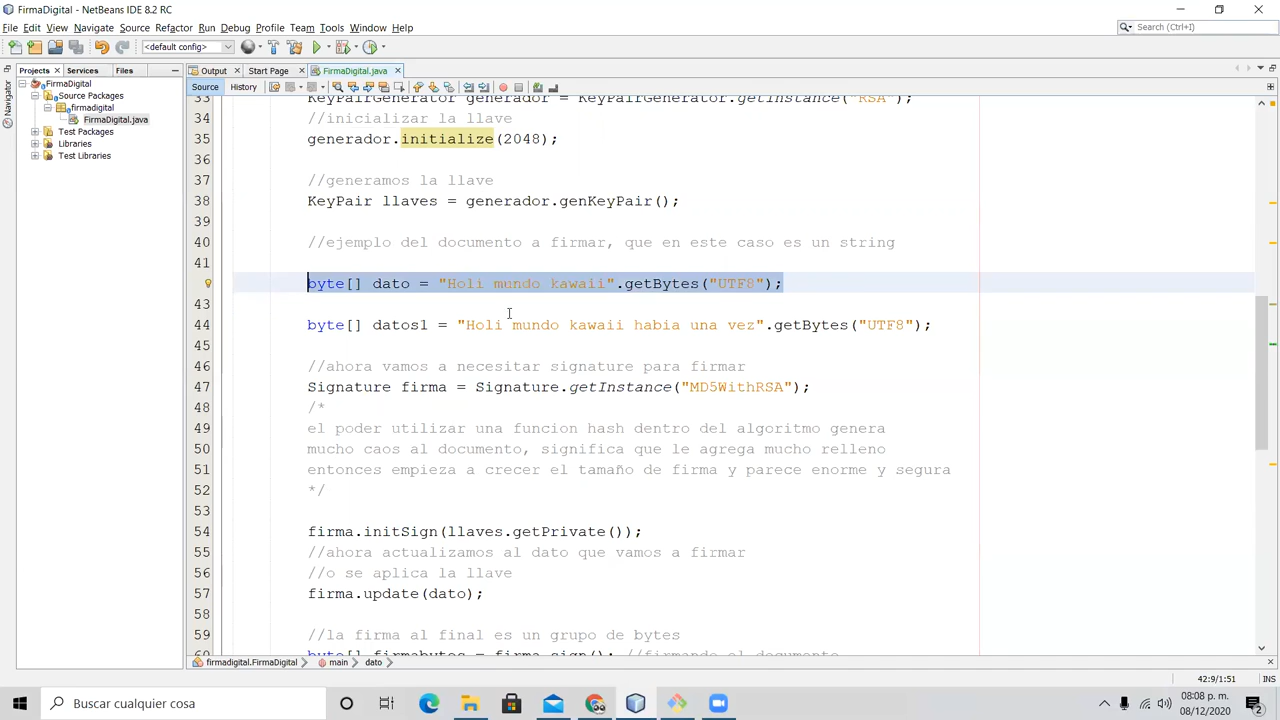 FirmaDigital - NetBeans IDE 8.2 RC
File Edit View Navigate Source Refactor Run Debug Profile Team Tools Window Help
Search (Ctrl+I)
<default config>
Projects Services Files
Output Start Page FirmaDigital.java
Navigator
Source History
FirmaDigital
Source Packages
firmadigital
FirmaDigital.java
Test Packages
Libraries
Test Libraries
33 KeyPairGenerator generador = KeyPairGenerator.getInstance("RSA");
34 //inicializar la llave
35 generador.initialize(2048);
36
37 //generamos la llave
38 KeyPair llaves = generador.genKeyPair();
39
40 //ejemplo del documento a firmar, que en este caso es un string
41
byte[] dato = "Holi mundo kawaii".getBytes("UTF8");
43
44 byte[] datos1 = "Holi mundo kawaii habia una vez".getBytes("UTF8");
45
46 //ahora vamos a necesitar signature para firmar
47 Signature firma = Signature.getInstance("MD5WithRSA");
48 /*
49 el poder utilizar una funcion hash dentro del algoritmo genera
50 mucho caos al documento, significa que le agrega mucho relleno
51 entonces empieza a crecer el tamaño de firma y parece enorme y segura
52 */
53
54 firma.initSign(llaves.getPrivate());
55 //ahora actualizamos al dato que vamos a firmar
56 //o se aplica la llave
57 firma.update(dato);
58
59 //la firma al final es un grupo de bytes
60 byte[] firmabytes = firma.sign(); //firmando el documento
firmadigital.FirmaDigital main dato
42:9/1:51 INS
Buscar cualquier cosa
08:08 p. m.
08/12/2020
2